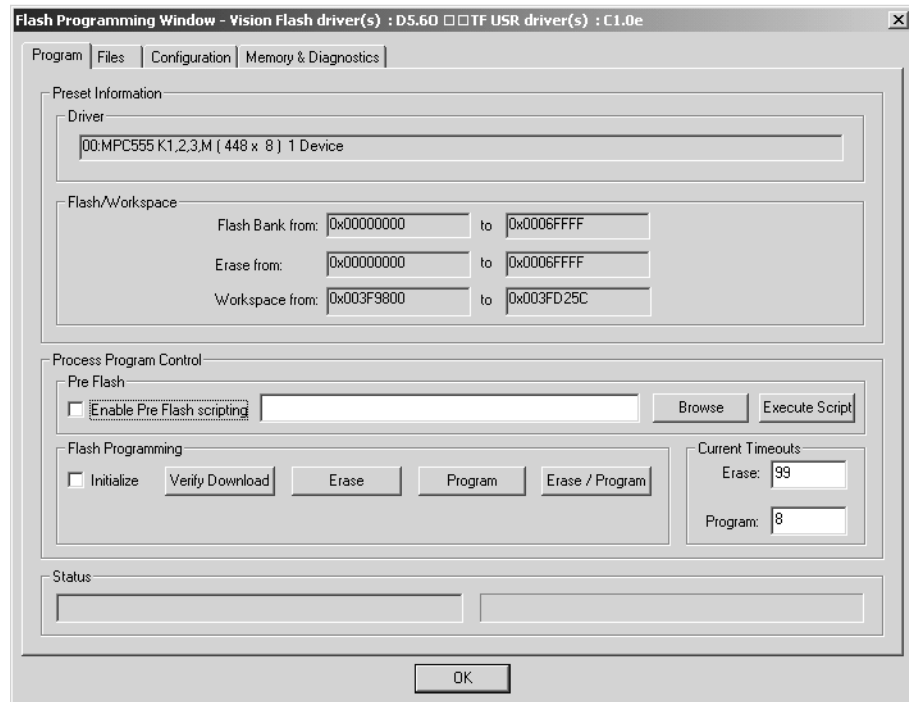 Flash Programming Window - Vision Flash driver(s) : D5.60 □□TF USR driver(s) : C1.0e
Program Files Configuration Memory & Diagnostics
Preset Information
Driver
00:MPC555 K1,2,3,M ( 448 x 8 ) 1 Device
Flash/Workspace
Flash Bank from: 0x00000000 to 0x0006FFFF
Erase from: 0x00000000 to 0x0006FFFF
Workspace from: 0x003F9800 to 0x003FD25C
Process Program Control
Pre Flash
Enable Pre Flash scripting Browse Execute Script
Flash Programming
Initialize Verify Download Erase Program Erase / Program
Current Timeouts
Erase: 99
Program: 8
Status
OK